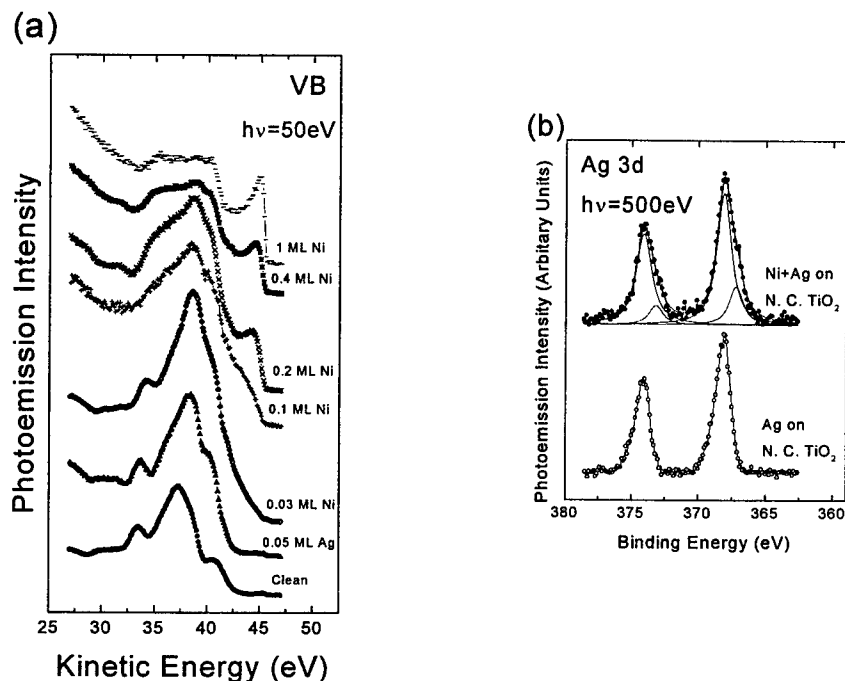 (a)
VB
hν=50eV
Photoemission Intensity
1 ML Ni
0.4 ML Ni
0.2 ML Ni
0.1 ML Ni
0.03 ML Ni
0.05 ML Ag
Clean
25 30 35 40 45 50
Kinetic Energy (eV)
(b)
Ag 3d
hν=500eV
Photoemission Intensity (Arbitary Units)
Ni+Ag on
N. C. TiO2
Ag on
N. C. TiO2
380 375 370 365 360
Binding Energy (eV)